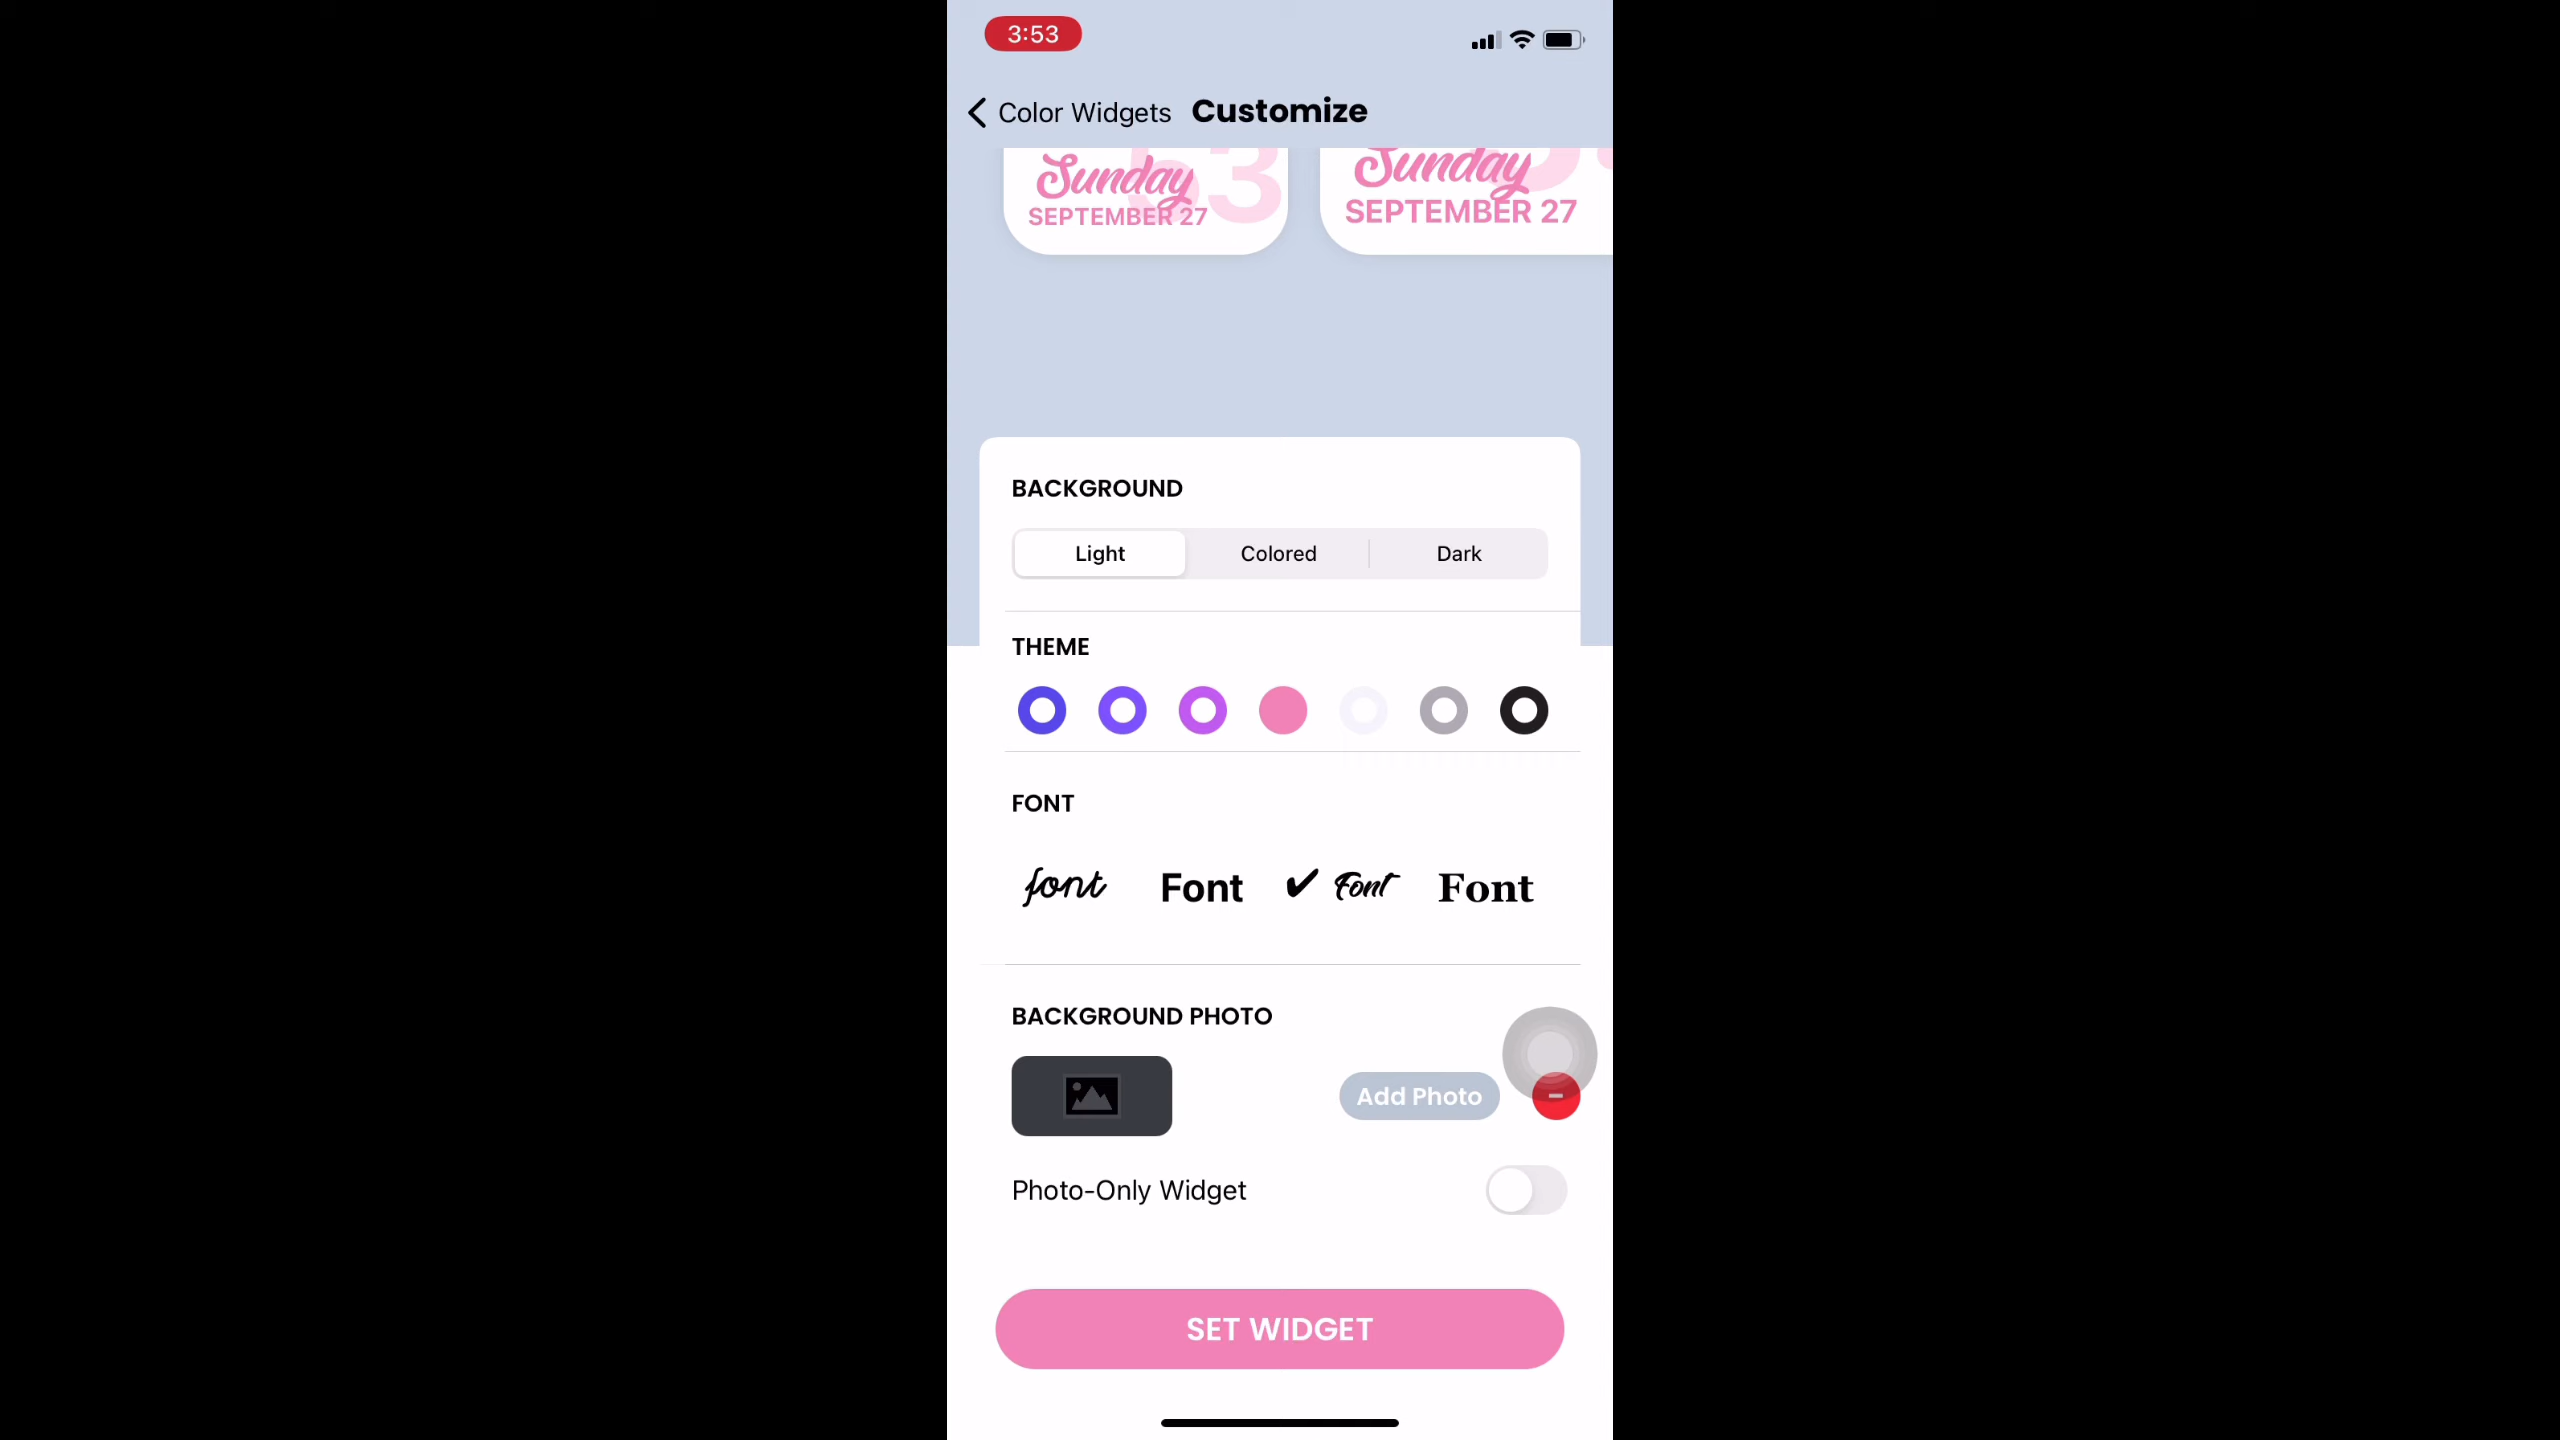 3:53
Color Widgets Customize
53
Sunday
SEPTEMBER 27
Sunday
SEPTEMBER 27
BACKGROUND
Light Colored Dark
THEME
FONT
font Font ✔ Font Font
BACKGROUND PHOTO
Add Photo
Photo-Only Widget
SET WIDGET